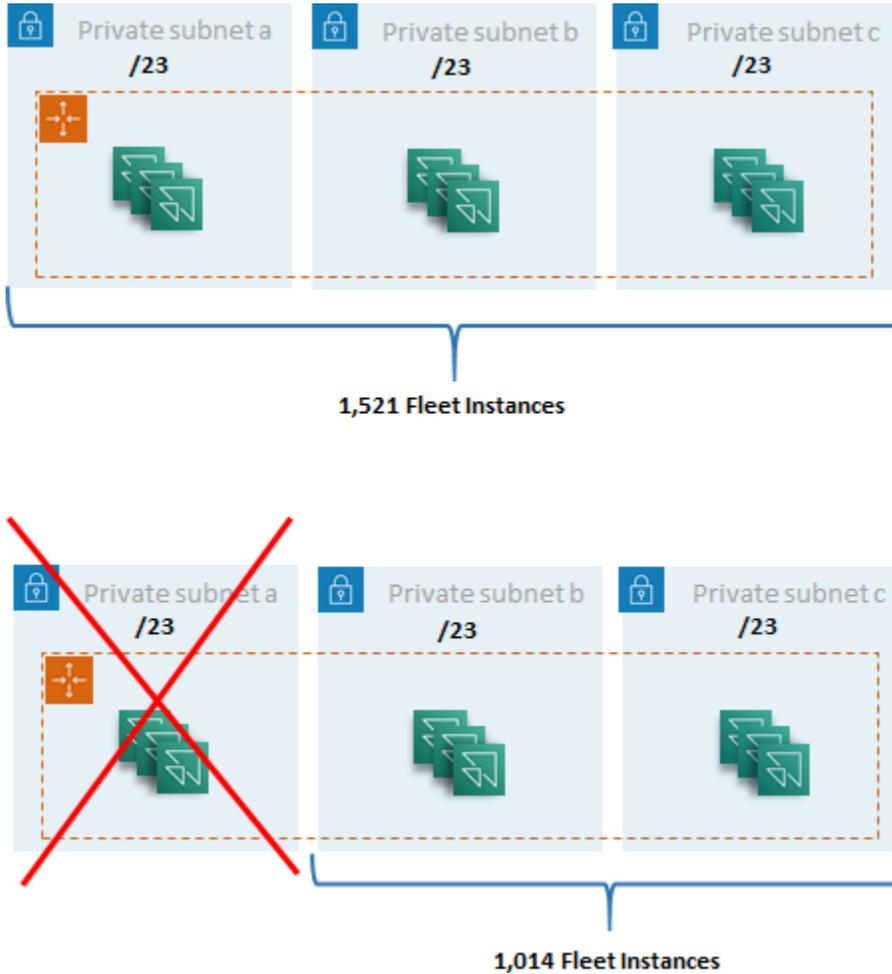 Private subnet a
Private subnet b
Private subnet c
/23
/23
/23
1,521 Fleet Instances
Private subnet a
Private subnet b
Private subnet c
/23
/23
/23
1,014 Fleet Instances